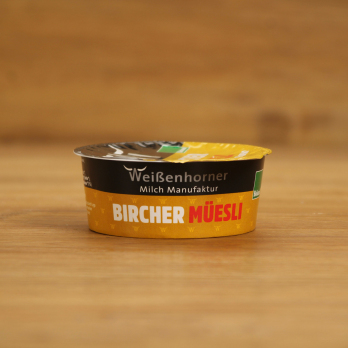 Weißenhorner
Milch Manufaktur
BIRCHER MÜESLI